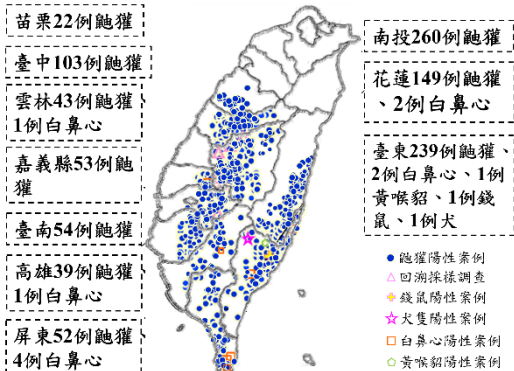 苗栗22例鼬獾
臺中103例鼬獾
雲林43例鼬獾
1例白鼻心
嘉義縣53例鼬
獾
臺南54例鼬獾
高雄39例鼬獾
1例白鼻心
屏東52例鼬獾
4例白鼻心
南投260例鼬獾
花蓮149例鼬獾
、2例白鼻心
臺東239例鼬獾、
2例白鼻心、1例
黃喉貂、1例錢
鼠、1例犬
鼬獾陽性案例
回溯採樣調查
錢鼠陽性案例
犬隻陽性案例
白鼻心陽性案例
黃喉貂陽性案例